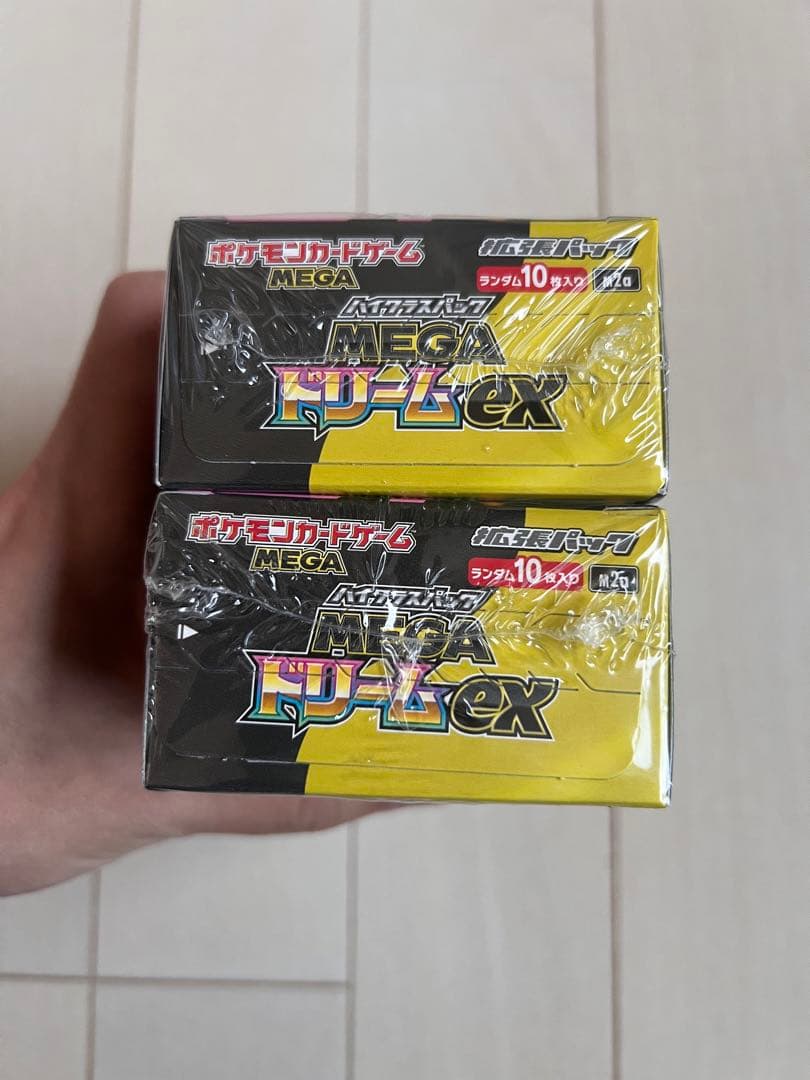 ポケモンカードゲーム
MEGA
拡張パック
ランダム10枚入り M2a
ハイクラスパック
MEGA
ドリームex
ポケモンカードゲーム
MEGA
拡張パック
ランダム10枚入り M2a
ハイクラスパック
MEGA
ドリームex